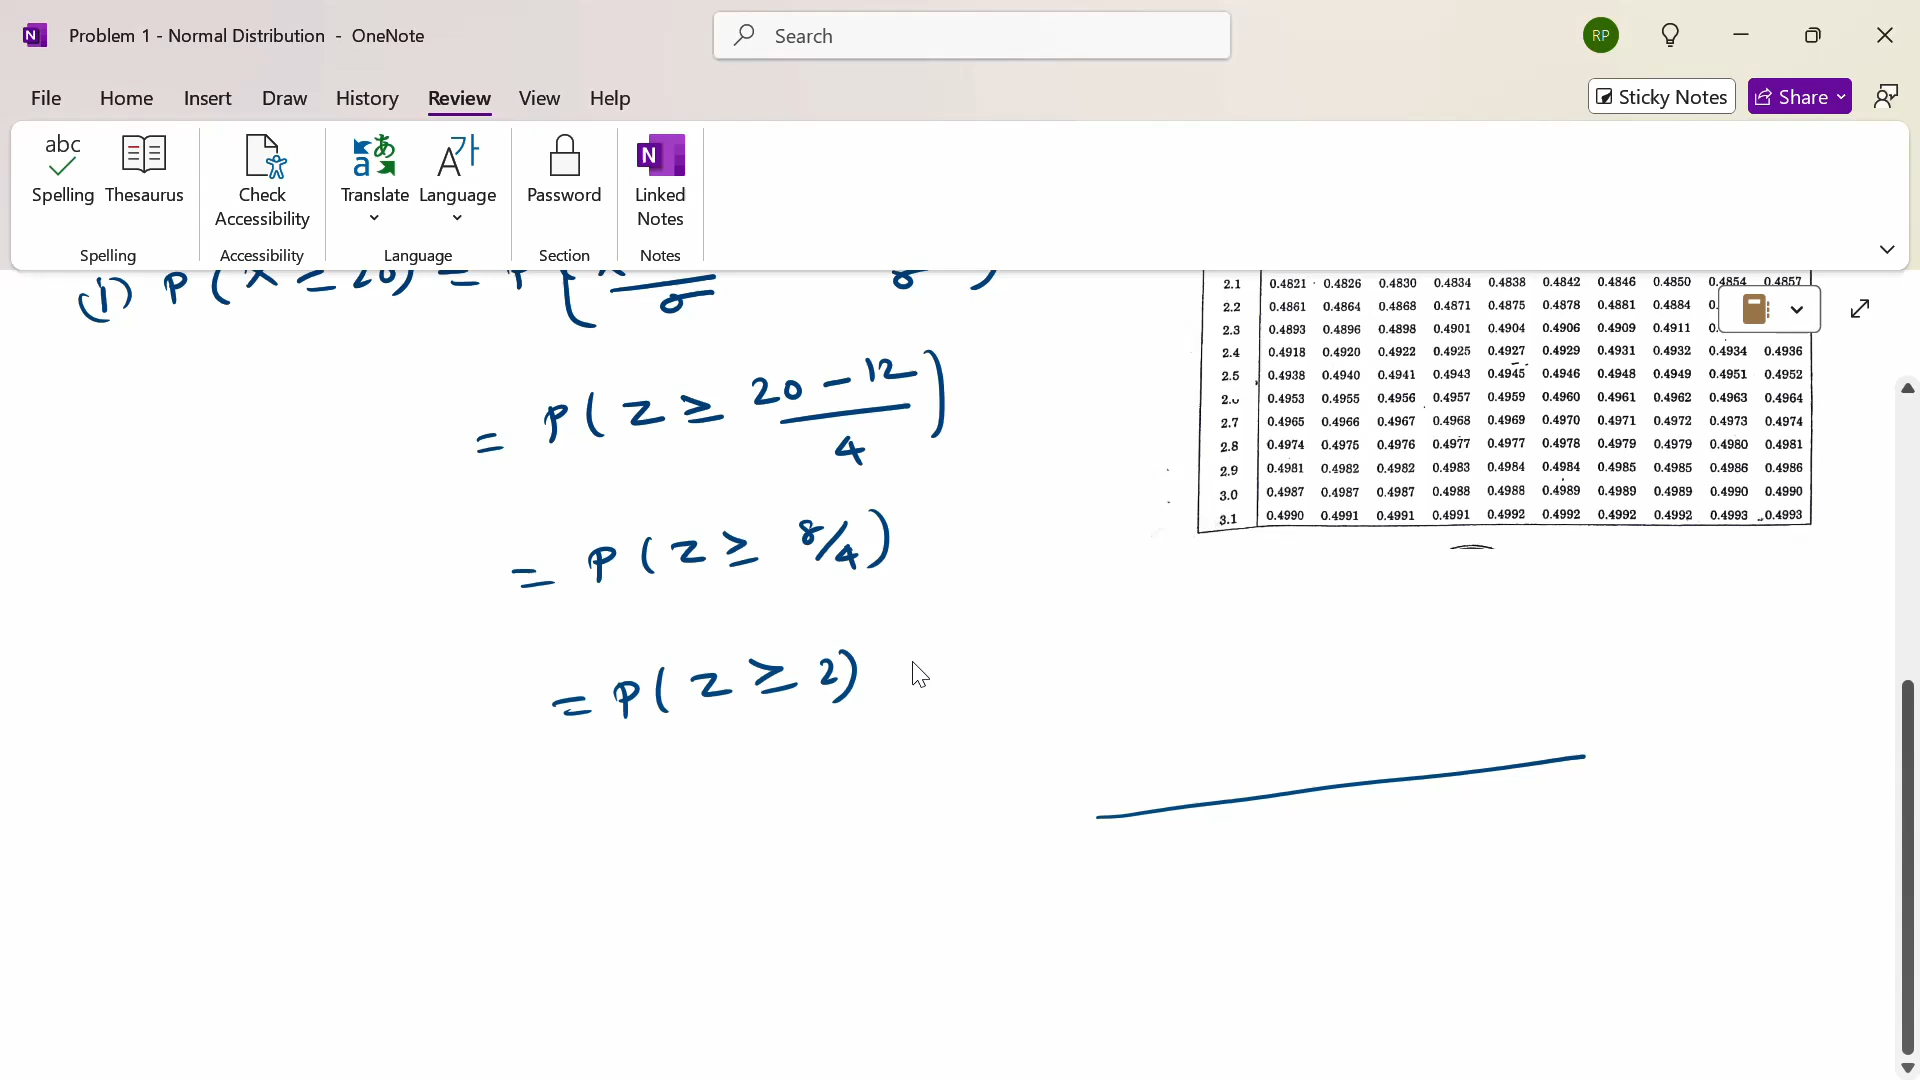 Problem 1 - Normal Distribution - OneNote
Search
RP
File Home Insert Draw History Review View Help
Sticky Notes Share
abc
Spelling Thesaurus Check Accessibility Translate Language Password Linked Notes
Spelling Accessibility Language Section Notes
(i) P(X ≥ 20) = P
σ
= P(Z ≥ (20 - 12)/4)
= P(Z ≥ 8/4)
= P(Z ≥ 2)
2.1 0.4821 0.4826 0.4830 0.4834 0.4838 0.4842 0.4846 0.4850 0.4854 0.4857
2.2 0.4861 0.4864 0.4868 0.4871 0.4875 0.4878 0.4881 0.4884
2.3 0.4893 0.4896 0.4898 0.4901 0.4904 0.4906 0.4909 0.4911
2.4 0.4918 0.4920 0.4922 0.4925 0.4927 0.4929 0.4931 0.4932 0.4934 0.4936
2.5 0.4938 0.4940 0.4941 0.4943 0.4945 0.4946 0.4948 0.4949 0.4951 0.4952
0.4953 0.4955 0.4956 0.4957 0.4959 0.4960 0.4961 0.4962 0.4963 0.4964
2.7 0.4965 0.4966 0.4967 0.4968 0.4969 0.4970 0.4971 0.4972 0.4973 0.4974
2.8 0.4974 0.4975 0.4976 0.4977 0.4977 0.4978 0.4979 0.4979 0.4980 0.4981
2.9 0.4981 0.4982 0.4982 0.4983 0.4984 0.4984 0.4985 0.4985 0.4986 0.4986
3.0 0.4987 0.4987 0.4987 0.4988 0.4988 0.4989 0.4989 0.4989 0.4990 0.4990
3.1 0.4990 0.4991 0.4991 0.4991 0.4992 0.4992 0.4992 0.4992 0.4993 0.4993